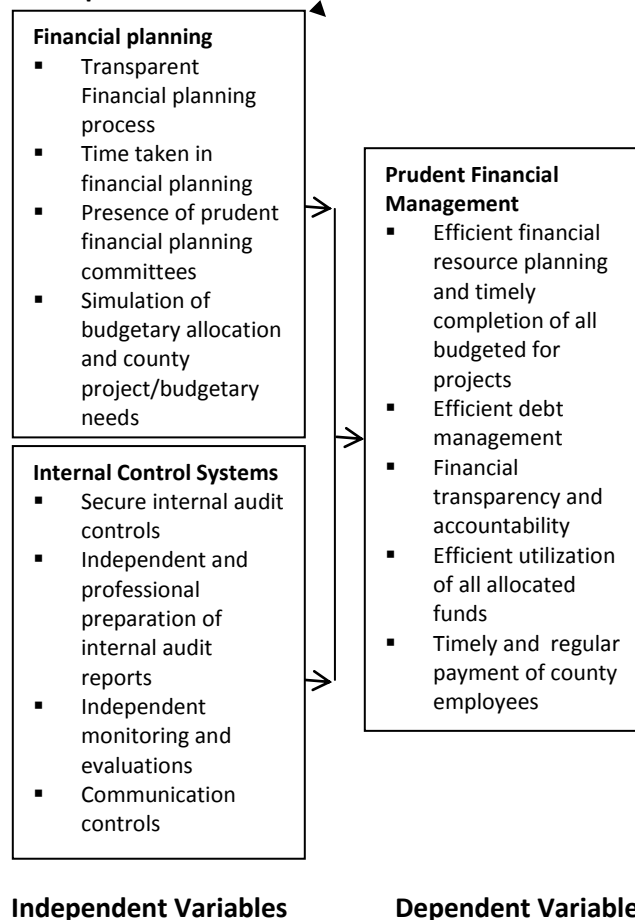 Financial planning
▪ Transparent
Financial planning
process
▪ Time taken in
financial planning
▪ Presence of prudent
financial planning
committees
▪ Simulation of
budgetary allocation
and county
project/budgetary
needs
Internal Control Systems
▪ Secure internal audit
controls
▪ Independent and
professional
preparation of
internal audit
reports
▪ Independent
monitoring and
evaluations
▪ Communication
controls
Prudent Financial
Management
▪ Efficient financial
resource planning
and timely
completion of all
budgeted for
projects
▪ Efficient debt
management
▪ Financial
transparency and
accountability
▪ Efficient utilization
of all allocated
funds
▪ Timely and regular
payment of county
employees
Independent Variables
Dependent Variable